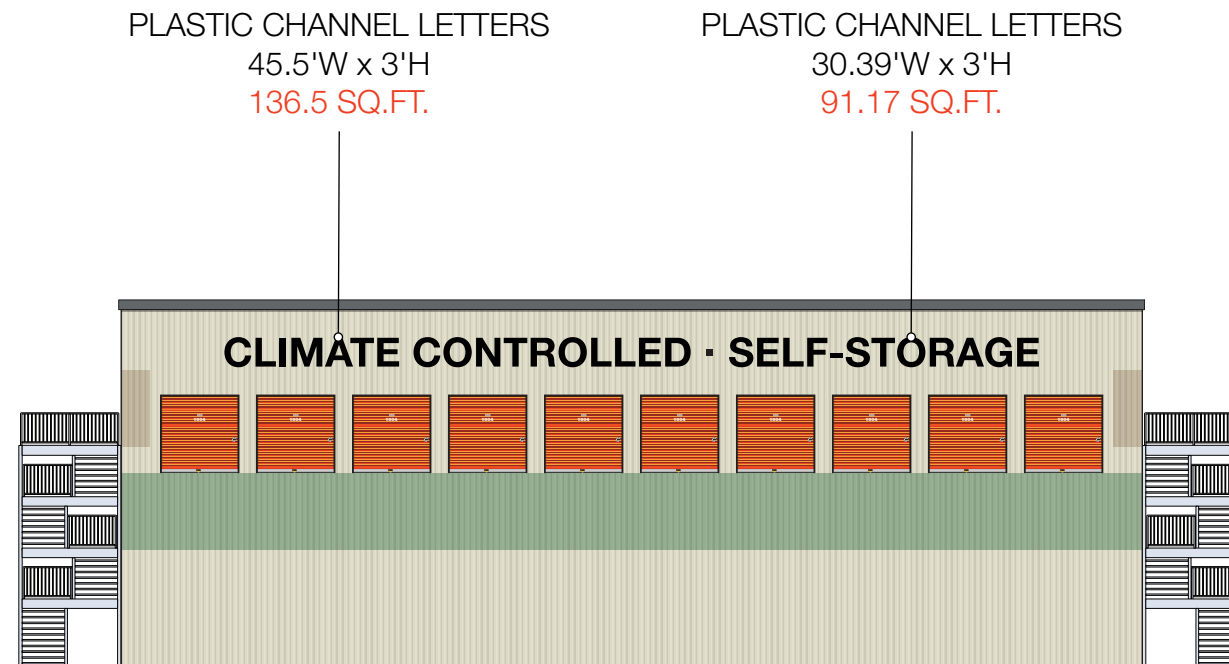 PLASTIC CHANNEL LETTERS
45.5'W x 3'H
136.5 SQ.FT.
PLASTIC CHANNEL LETTERS
30.39'W x 3'H
91.17 SQ.FT.
CLIMATE CONTROLLED · SELF-STORAGE